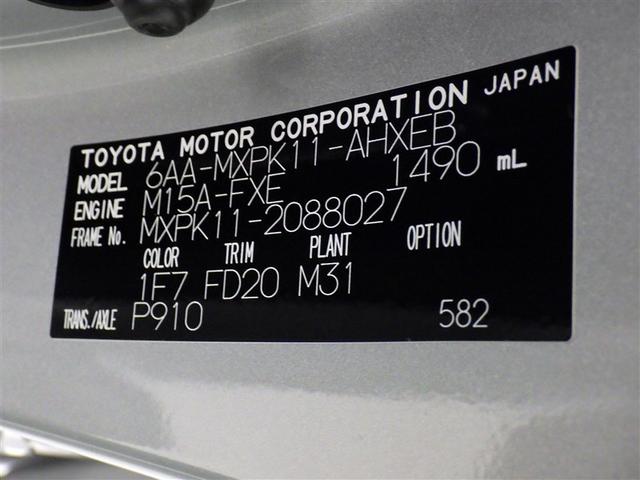 TOYOTA MOTOR CORPORATION JAPAN
MODEL 6AA-MXPK11-AHXEB
ENGINE M15A-FXE 1490 mL
FRAME No. MXPK11-2088027
COLOR TRIM PLANT OPTION
1F7 FD20 M31
TRANS./AXLE P910 582